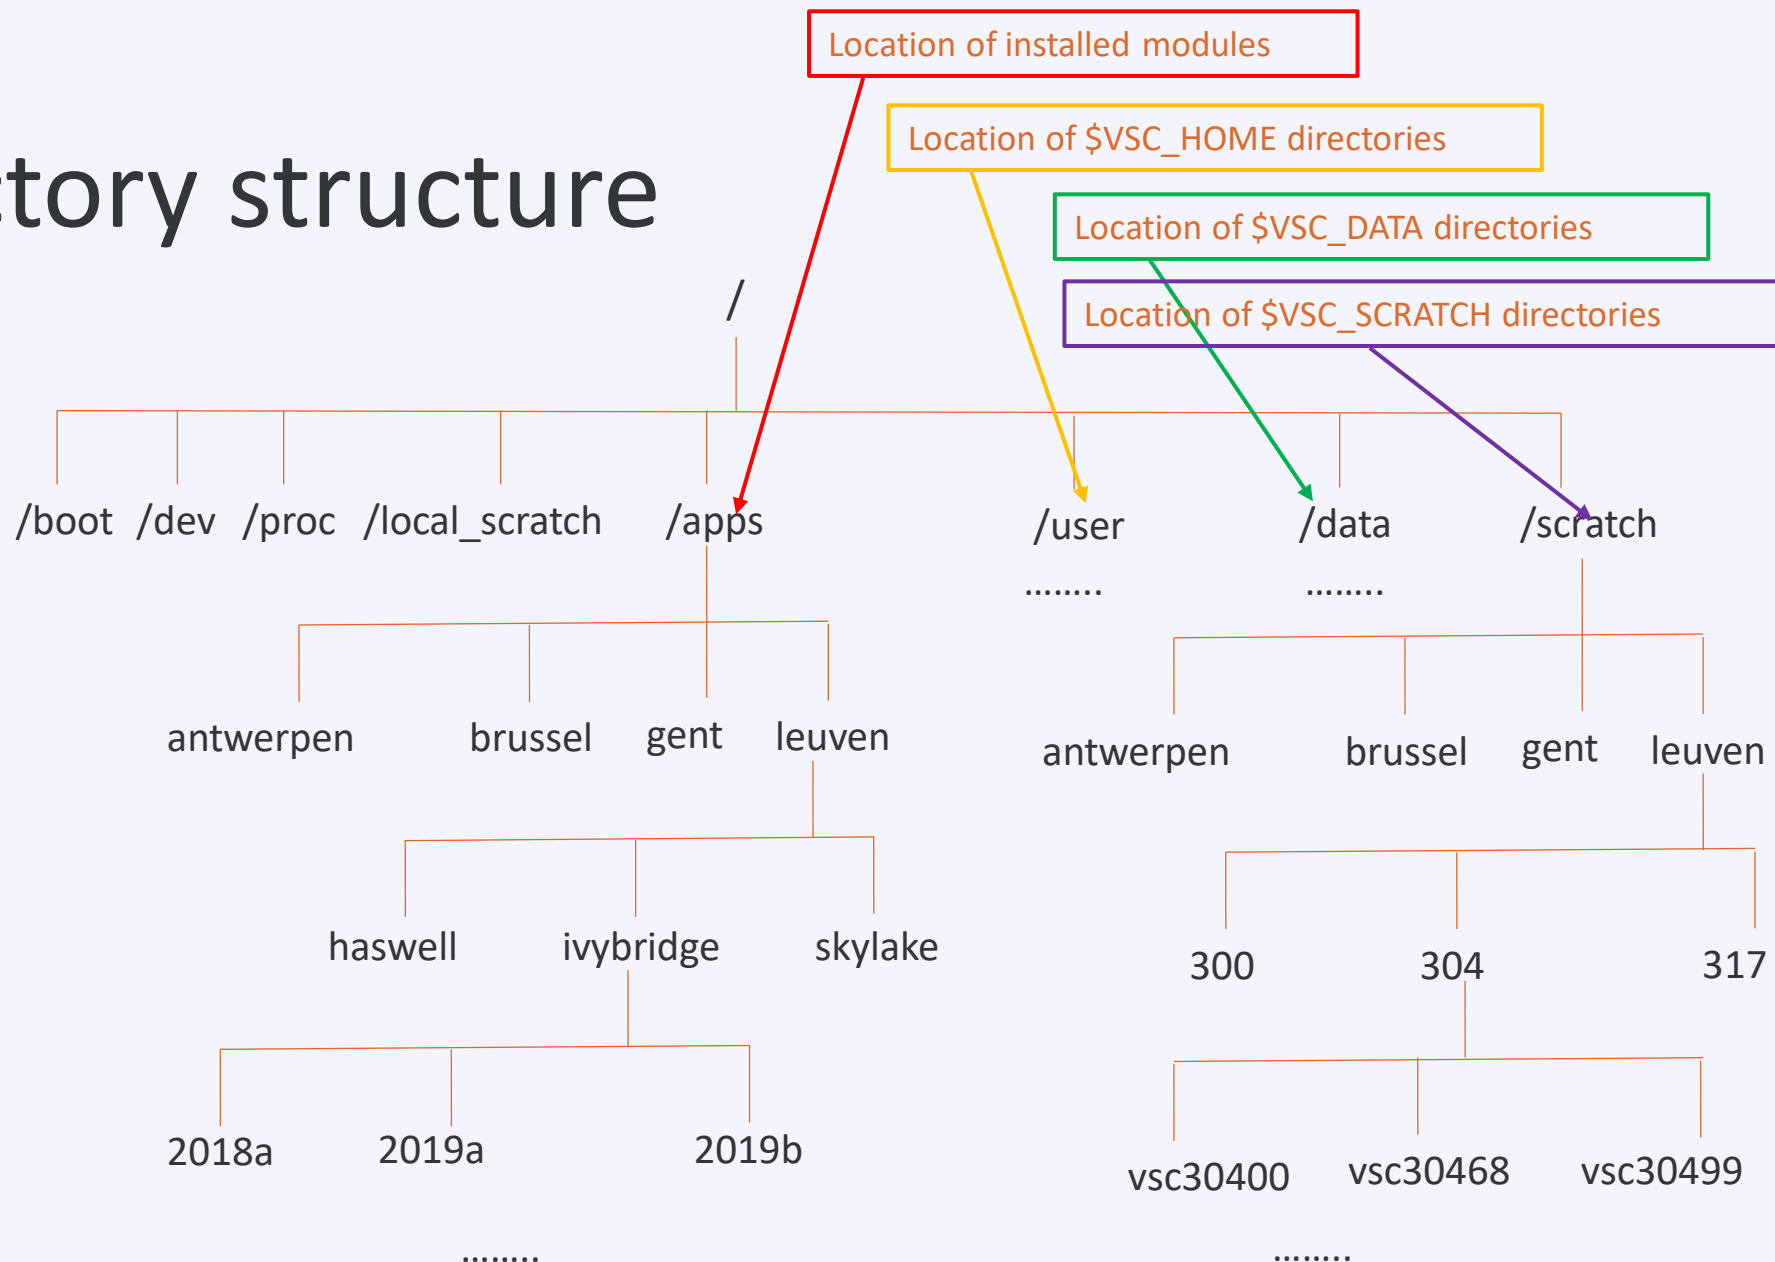 Location of installed modules
Location of $VSC_HOME directories
ctory structure
Location of $VSC_DATA directories
Location of $VSC_SCRATCH directories
/
/boot /dev /proc /local_scratch /apps /user /data /scratch
........ ........
antwerpen brussel gent leuven antwerpen brussel gent leuven
haswell ivybridge skylake 300 304 317
2018a 2019a 2019b vsc30400 vsc30468 vsc30499
........ ........